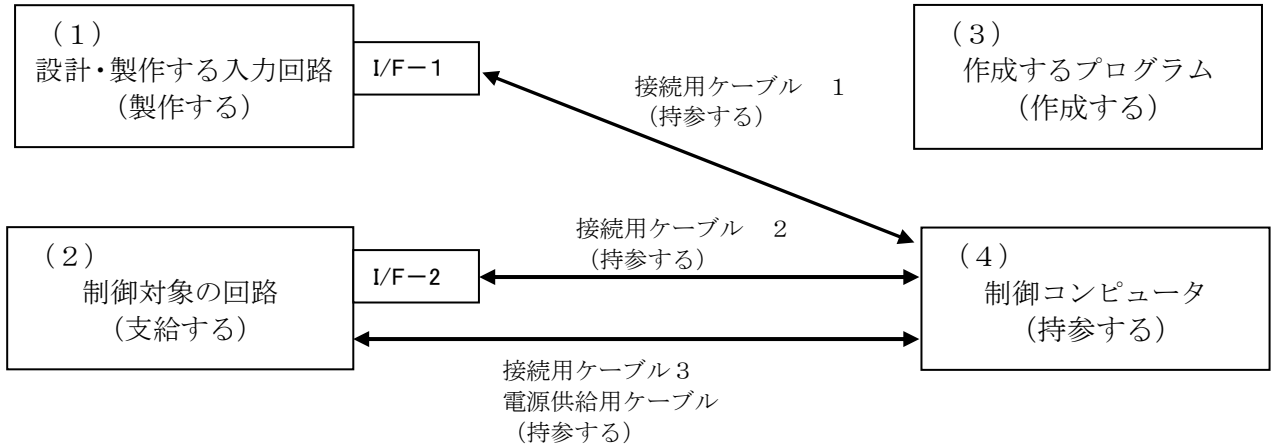 （１）
設計・製作する入力回路
（製作する）
I/F－1
接続用ケーブル　１
（持参する）
（３）
作成するプログラム
（作成する）
（２）
制御対象の回路
（支給する）
I/F－2
接続用ケーブル　２
（持参する）
（４）
制御コンピュータ
（持参する）
接続用ケーブル３
電源供給用ケーブル
（持参する）